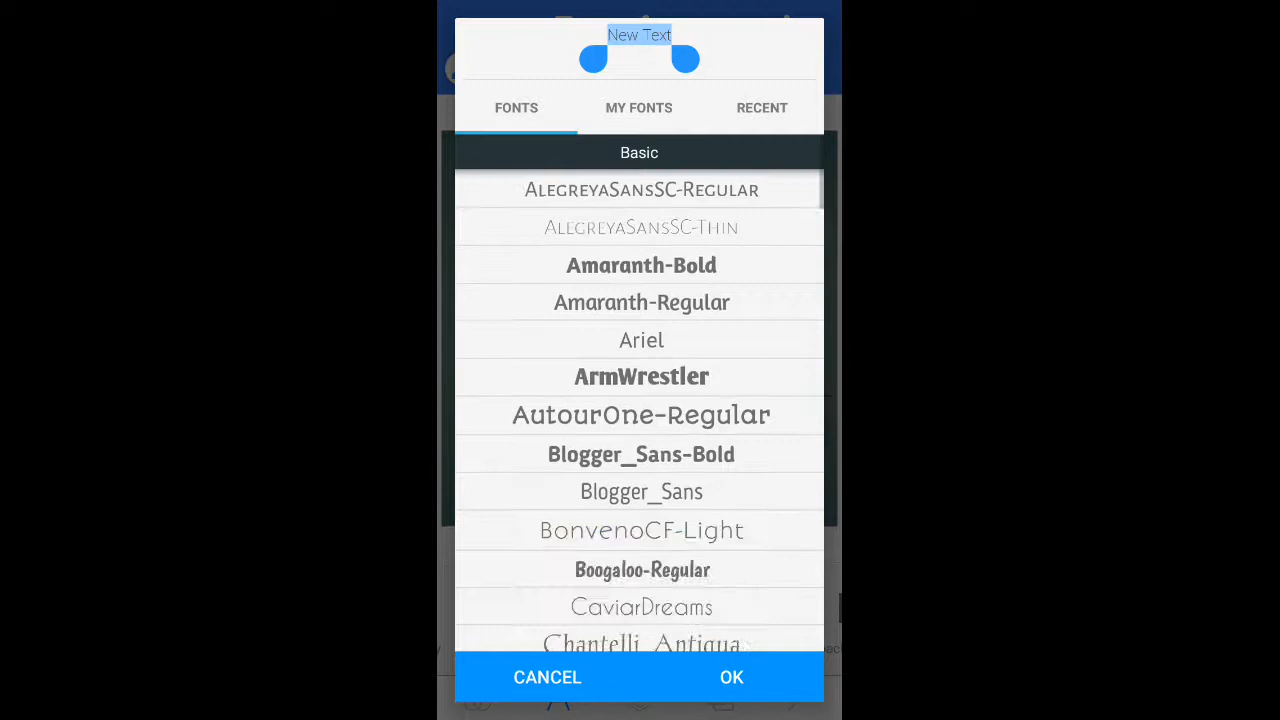 New Text
FONTS MY FONTS RECENT
Basic
AlegreyaSansSC-Regular
AlegreyaSansSC-Thin
Amaranth-Bold
Amaranth-Regular
Ariel
ArmWrestler
AutourOne-Regular
Blogger_Sans-Bold
Blogger_Sans
BonvenoCF-Light
Boogaloo-Regular
CaviarDreams
Chantelli_Antiqua
CANCEL OK